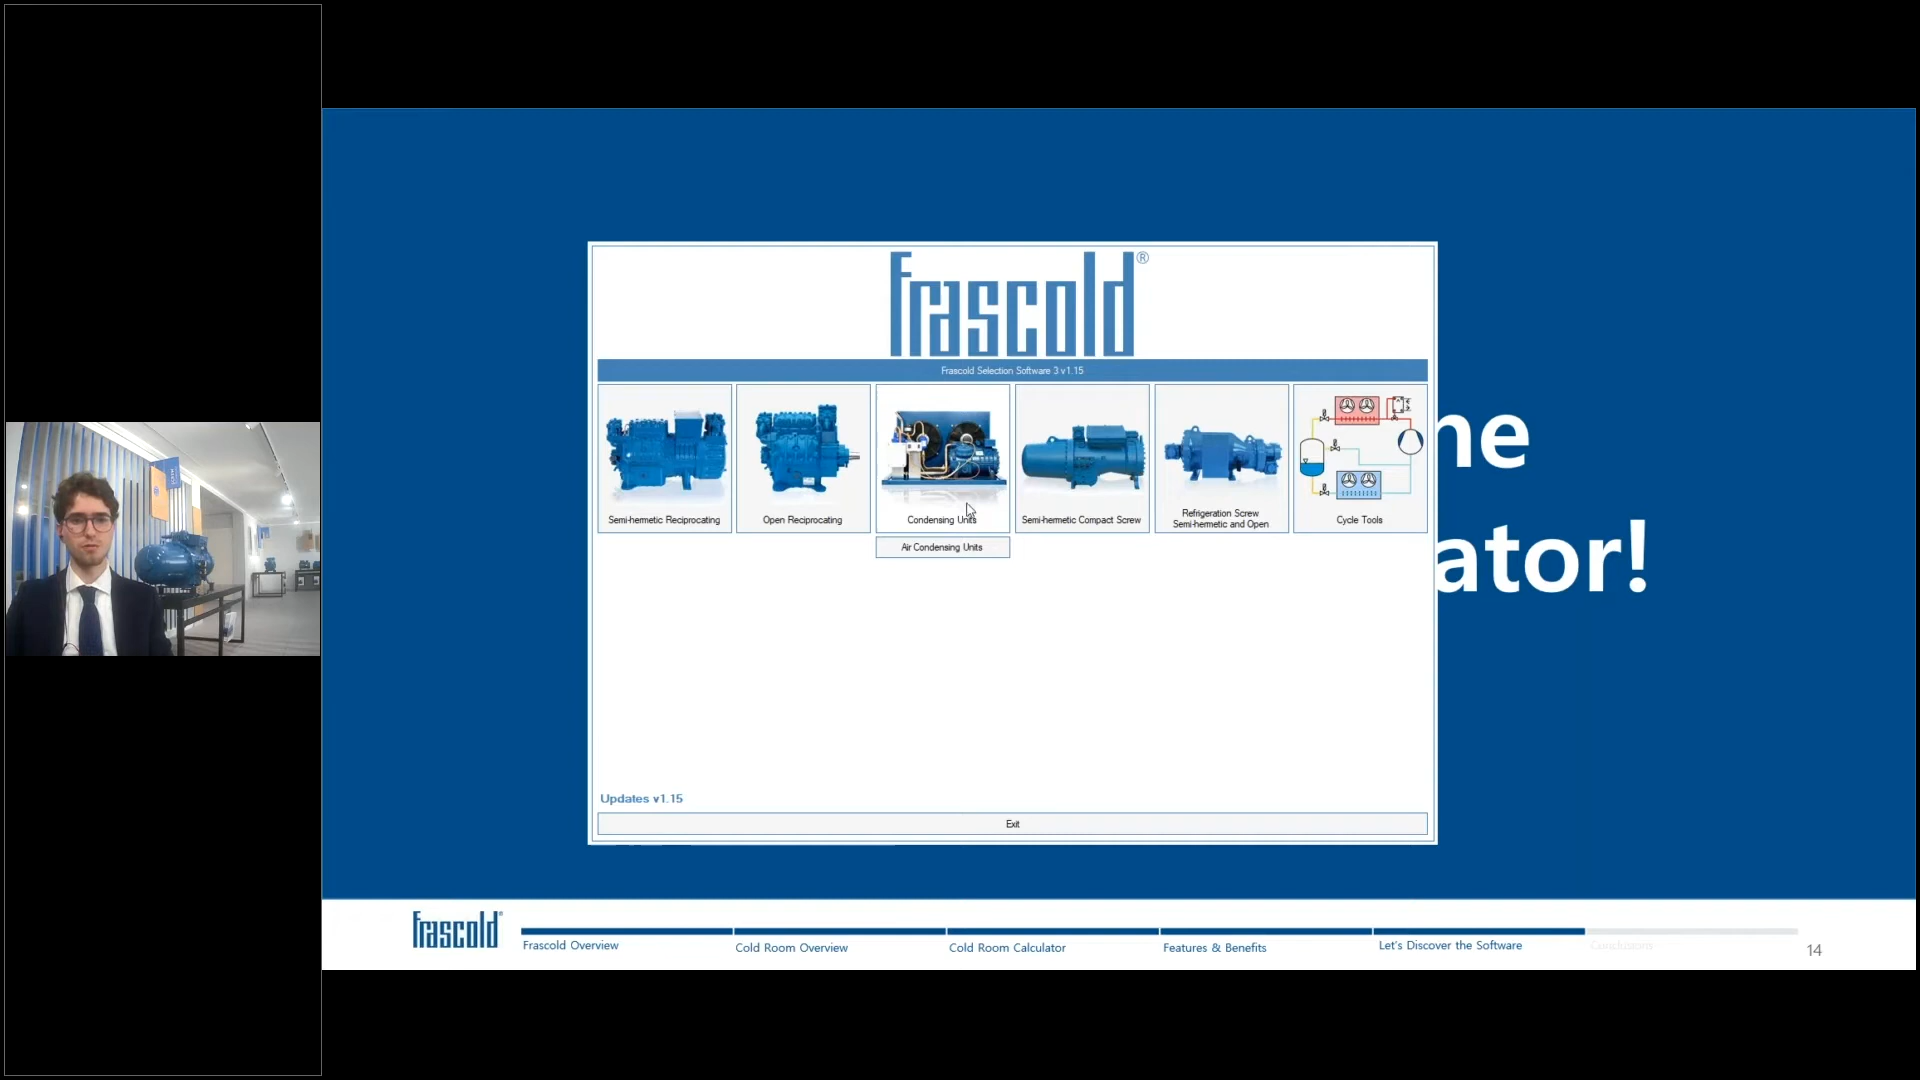 frascold®
Frascold Selection Software 3 v1.15
Semi-hermetic Reciprocating
Open Reciprocating
Condensing Units
Semi-hermetic Compact Screw
Refrigeration Screw
Semi-hermetic and Open
Cycle Tools
Air Condensing Units
he
ator!
Updates v1.15
Exit
frascold®
Frascold Overview
Cold Room Overview
Cold Room Calculator
Features & Benefits
Let's Discover the Software
Conclusions
14